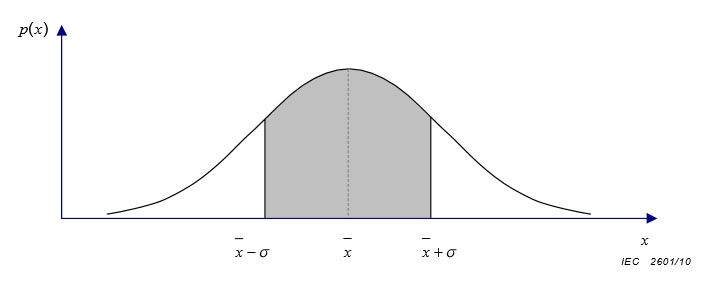 p(x)
x̄ – σ x̄ x̄ + σ x
IEC 2601/10